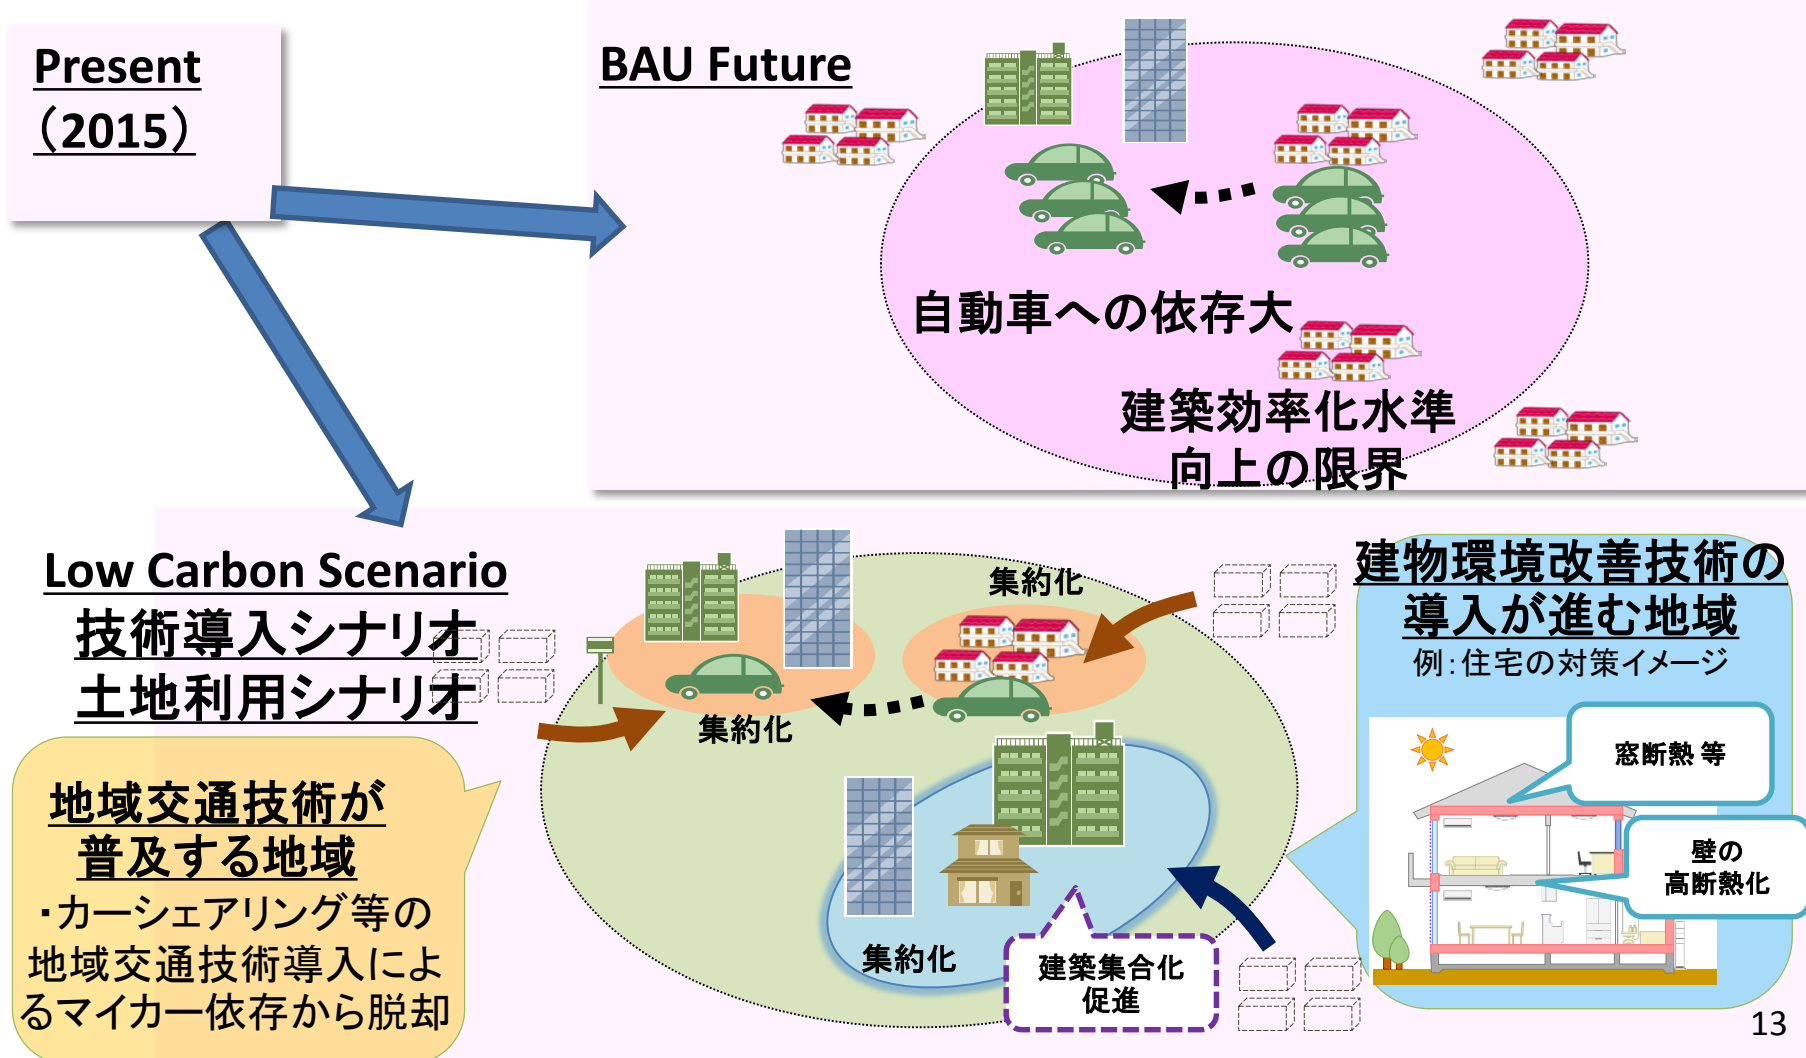 Present
（2015）
BAU Future
自動車への依存大
建築効率化水準
向上の限界
Low Carbon Scenario
技術導入シナリオ
土地利用シナリオ
地域交通技術が
普及する地域
・カーシェアリング等の
地域交通技術導入によ
るマイカー依存から脱却
集約化
集約化
集約化
建築集合化
促進
建物環境改善技術の
導入が進む地域
例：住宅の対策イメージ
窓断熱 等
壁の
高断熱化
13